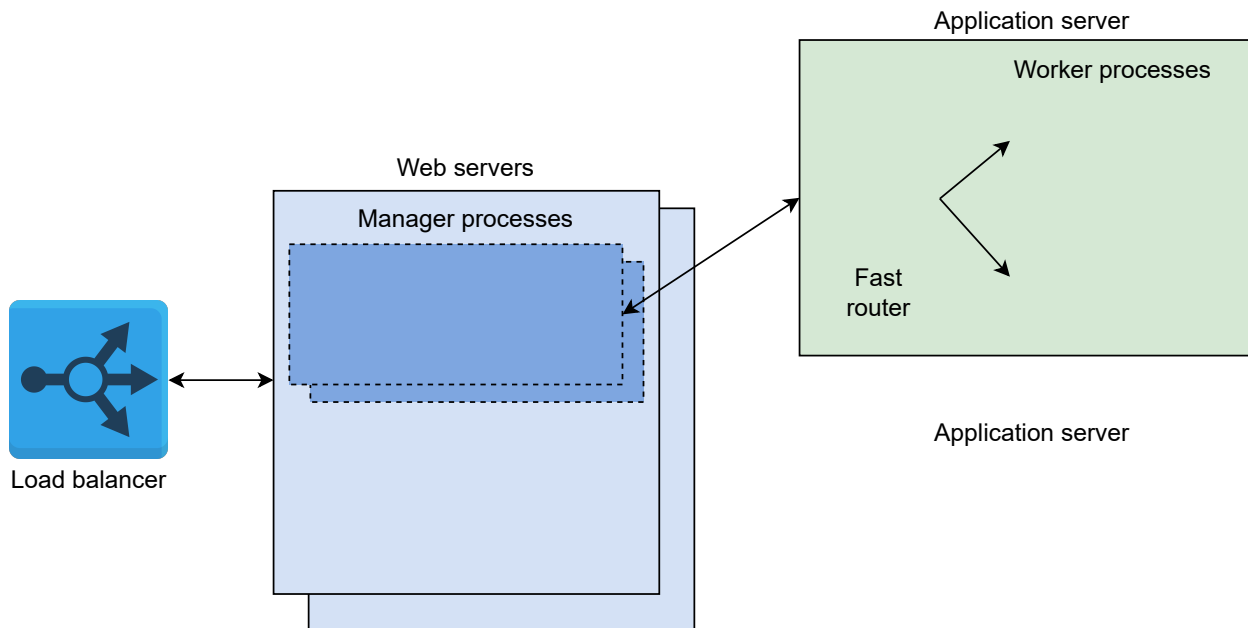 Application server
Worker processes
Web servers
Manager processes
Fast
router
Application server
Load balancer